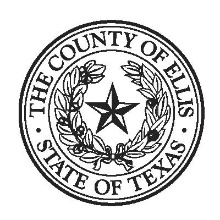 THE COUNTY OF ELLIS
· STATE OF TEXAS ·